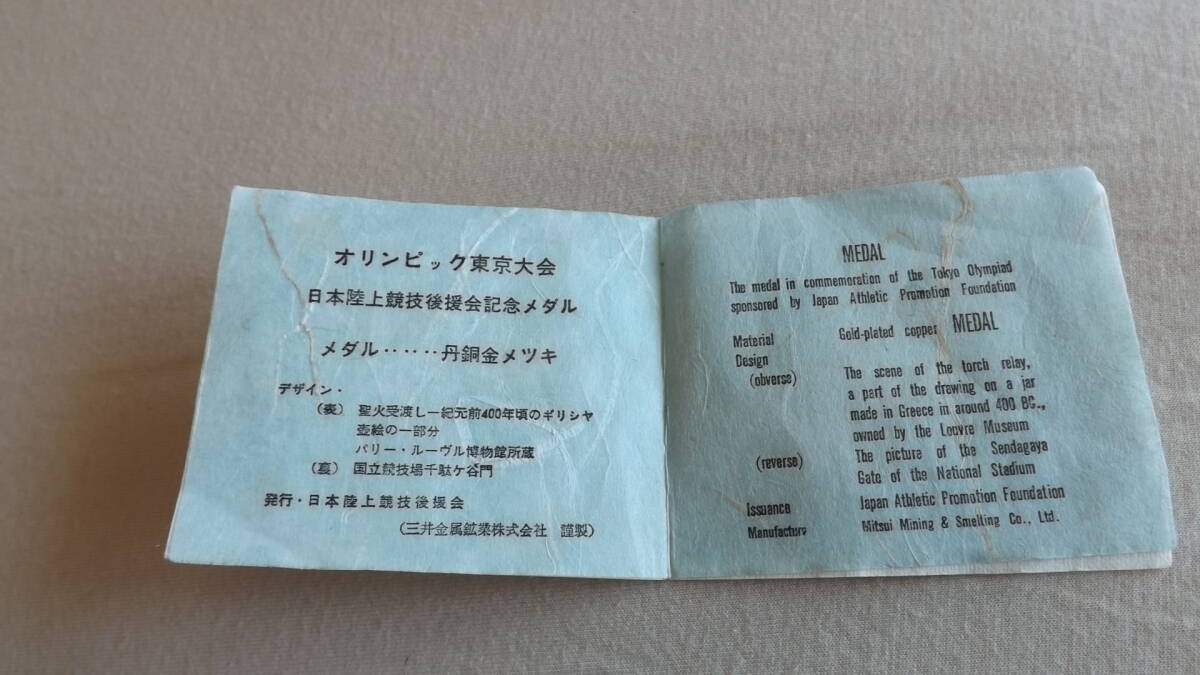 オリンピック東京大会
日本陸上競技後援会記念メダル
メダル‥‥丹銅金メツキ
デザイン・
(表) 聖火受渡し—紀元前400年頃のギリシヤ
壺絵の一部分
パリー・ルーヴル博物館所蔵
(裏) 国立競技場千駄ケ谷門
発行・日本陸上競技後援会
(三井金属鉱業株式会社 謹製)
MEDAL
The medal in commemoration of the Tokyo Olympiad
sponsored by Japan Athletic Promotion Foundation
Material Gold-plated copper MEDAL
Design
(obverse) The scene of the torch relay,
a part of the drawing on a jar
made in Greece in around 400 BC.,
owned by the Louvre Museum
(reverse) The picture of the Sendagaya
Gate of the National Stadium
Issuance Japan Athletic Promotion Foundation
Manufacture Mitsui Mining & Smelting Co., Ltd.